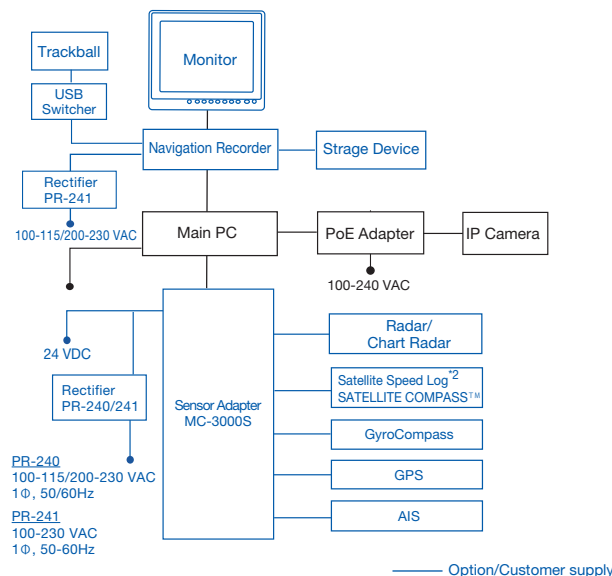 Trackball
Monitor
USB
Switcher
Navigation Recorder
Strage Device
Rectifier
PR-241
100-115/200-230 VAC
Main PC
PoE Adapter
IP Camera
100-240 VAC
24 VDC
Radar/
Chart Radar
Rectifier
PR-240/241
Sensor Adapter
MC-3000S
Satellite Speed Log*2
SATELLITE COMPASS™
GyroCompass
GPS
AIS
PR-240
100-115/200-230 VAC
1Φ, 50/60Hz
PR-241
100-230 VAC
1Φ, 50-60Hz
Option/Customer supply